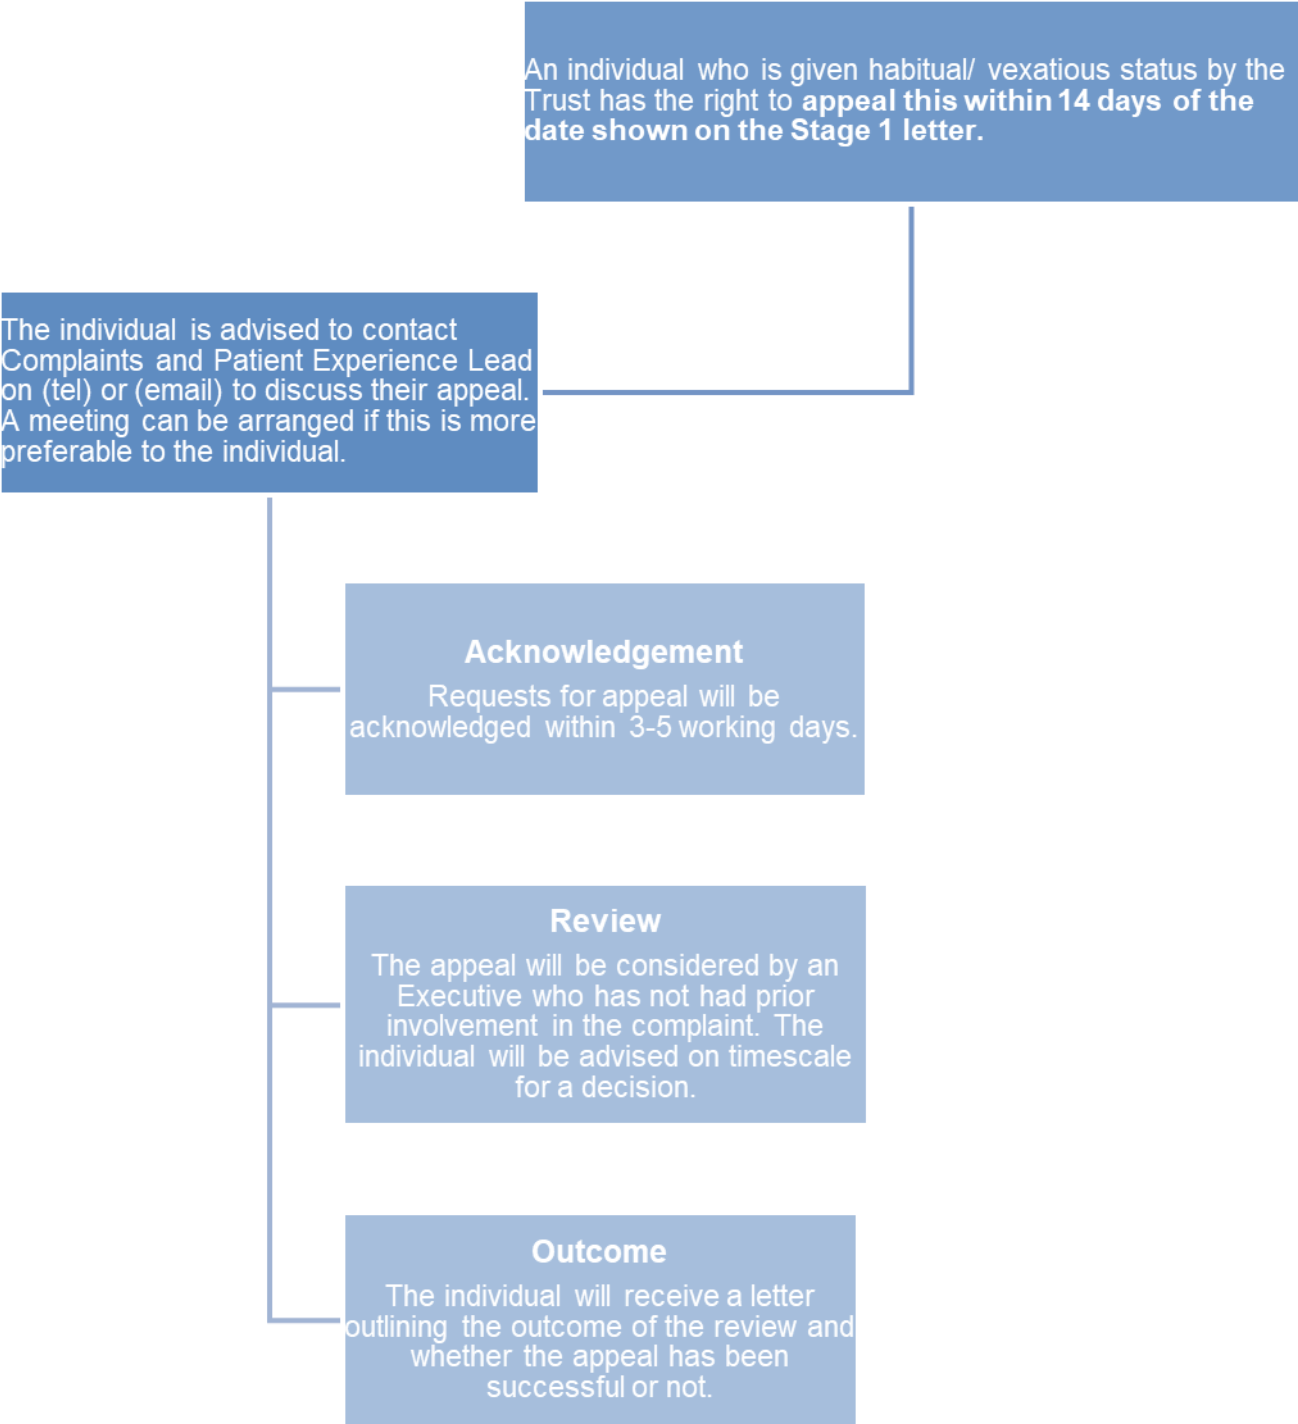 An individual who is given habitual/ vexatious status by the
Trust has the right to appeal this within 14 days of the
date shown on the Stage 1 letter.
The individual is advised to contact
Complaints and Patient Experience Lead
on (tel) or (email) to discuss their appeal.
A meeting can be arranged if this is more
preferable to the individual.
Acknowledgement
Requests for appeal will be
acknowledged within 3-5 working days.
Review
The appeal will be considered by an
Executive who has not had prior
involvement in the complaint. The
individual will be advised on timescale
for a decision.
Outcome
The individual will receive a letter
outlining the outcome of the review and
whether the appeal has been
successful or not.